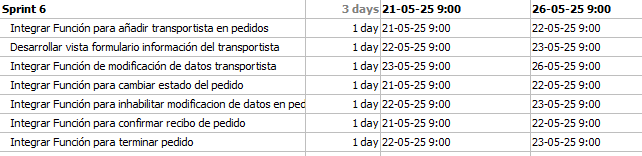 Sprint 6 3 days 21-05-25 9:00 26-05-25 9:00
Integrar Función para añadir transportista en pedidos 1 day 21-05-25 9:00 22-05-25 9:00
Desarrollar vista formulario información del transportista 1 day 22-05-25 9:00 23-05-25 9:00
Integrar Función de modificación de datos transportista 1 day 23-05-25 9:00 26-05-25 9:00
Integrar Función para cambiar estado del pedido 1 day 21-05-25 9:00 22-05-25 9:00
Integrar Función para inhabilitar modificacion de datos en ped 1 day 22-05-25 9:00 23-05-25 9:00
Integrar Función para confirmar recibo de pedido 1 day 21-05-25 9:00 22-05-25 9:00
Integrar Función para terminar pedido 1 day 22-05-25 9:00 23-05-25 9:00